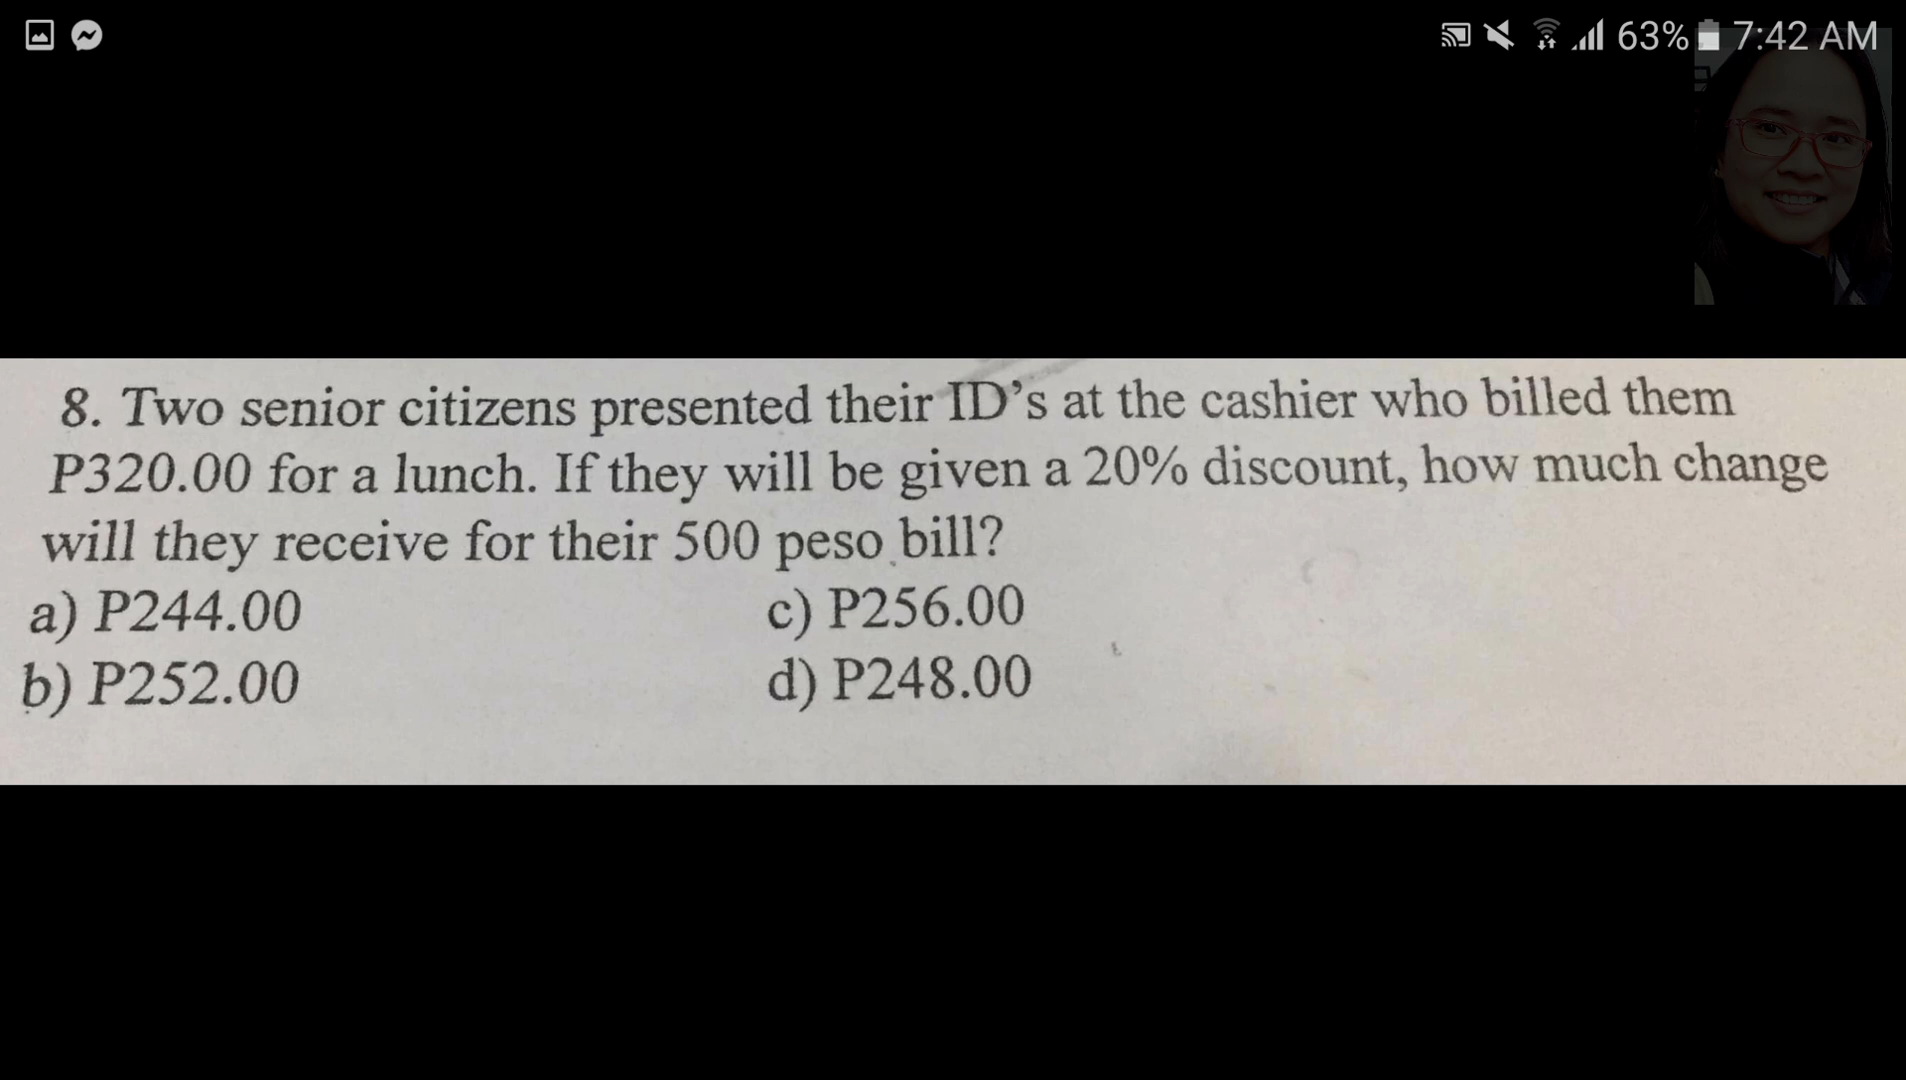 63% 7:42 AM
8. Two senior citizens presented their ID's at the cashier who billed them
P320.00 for a lunch. If they will be given a 20% discount, how much change
will they receive for their 500 peso bill?
a) P244.00 c) P256.00
b) P252.00 d) P248.00